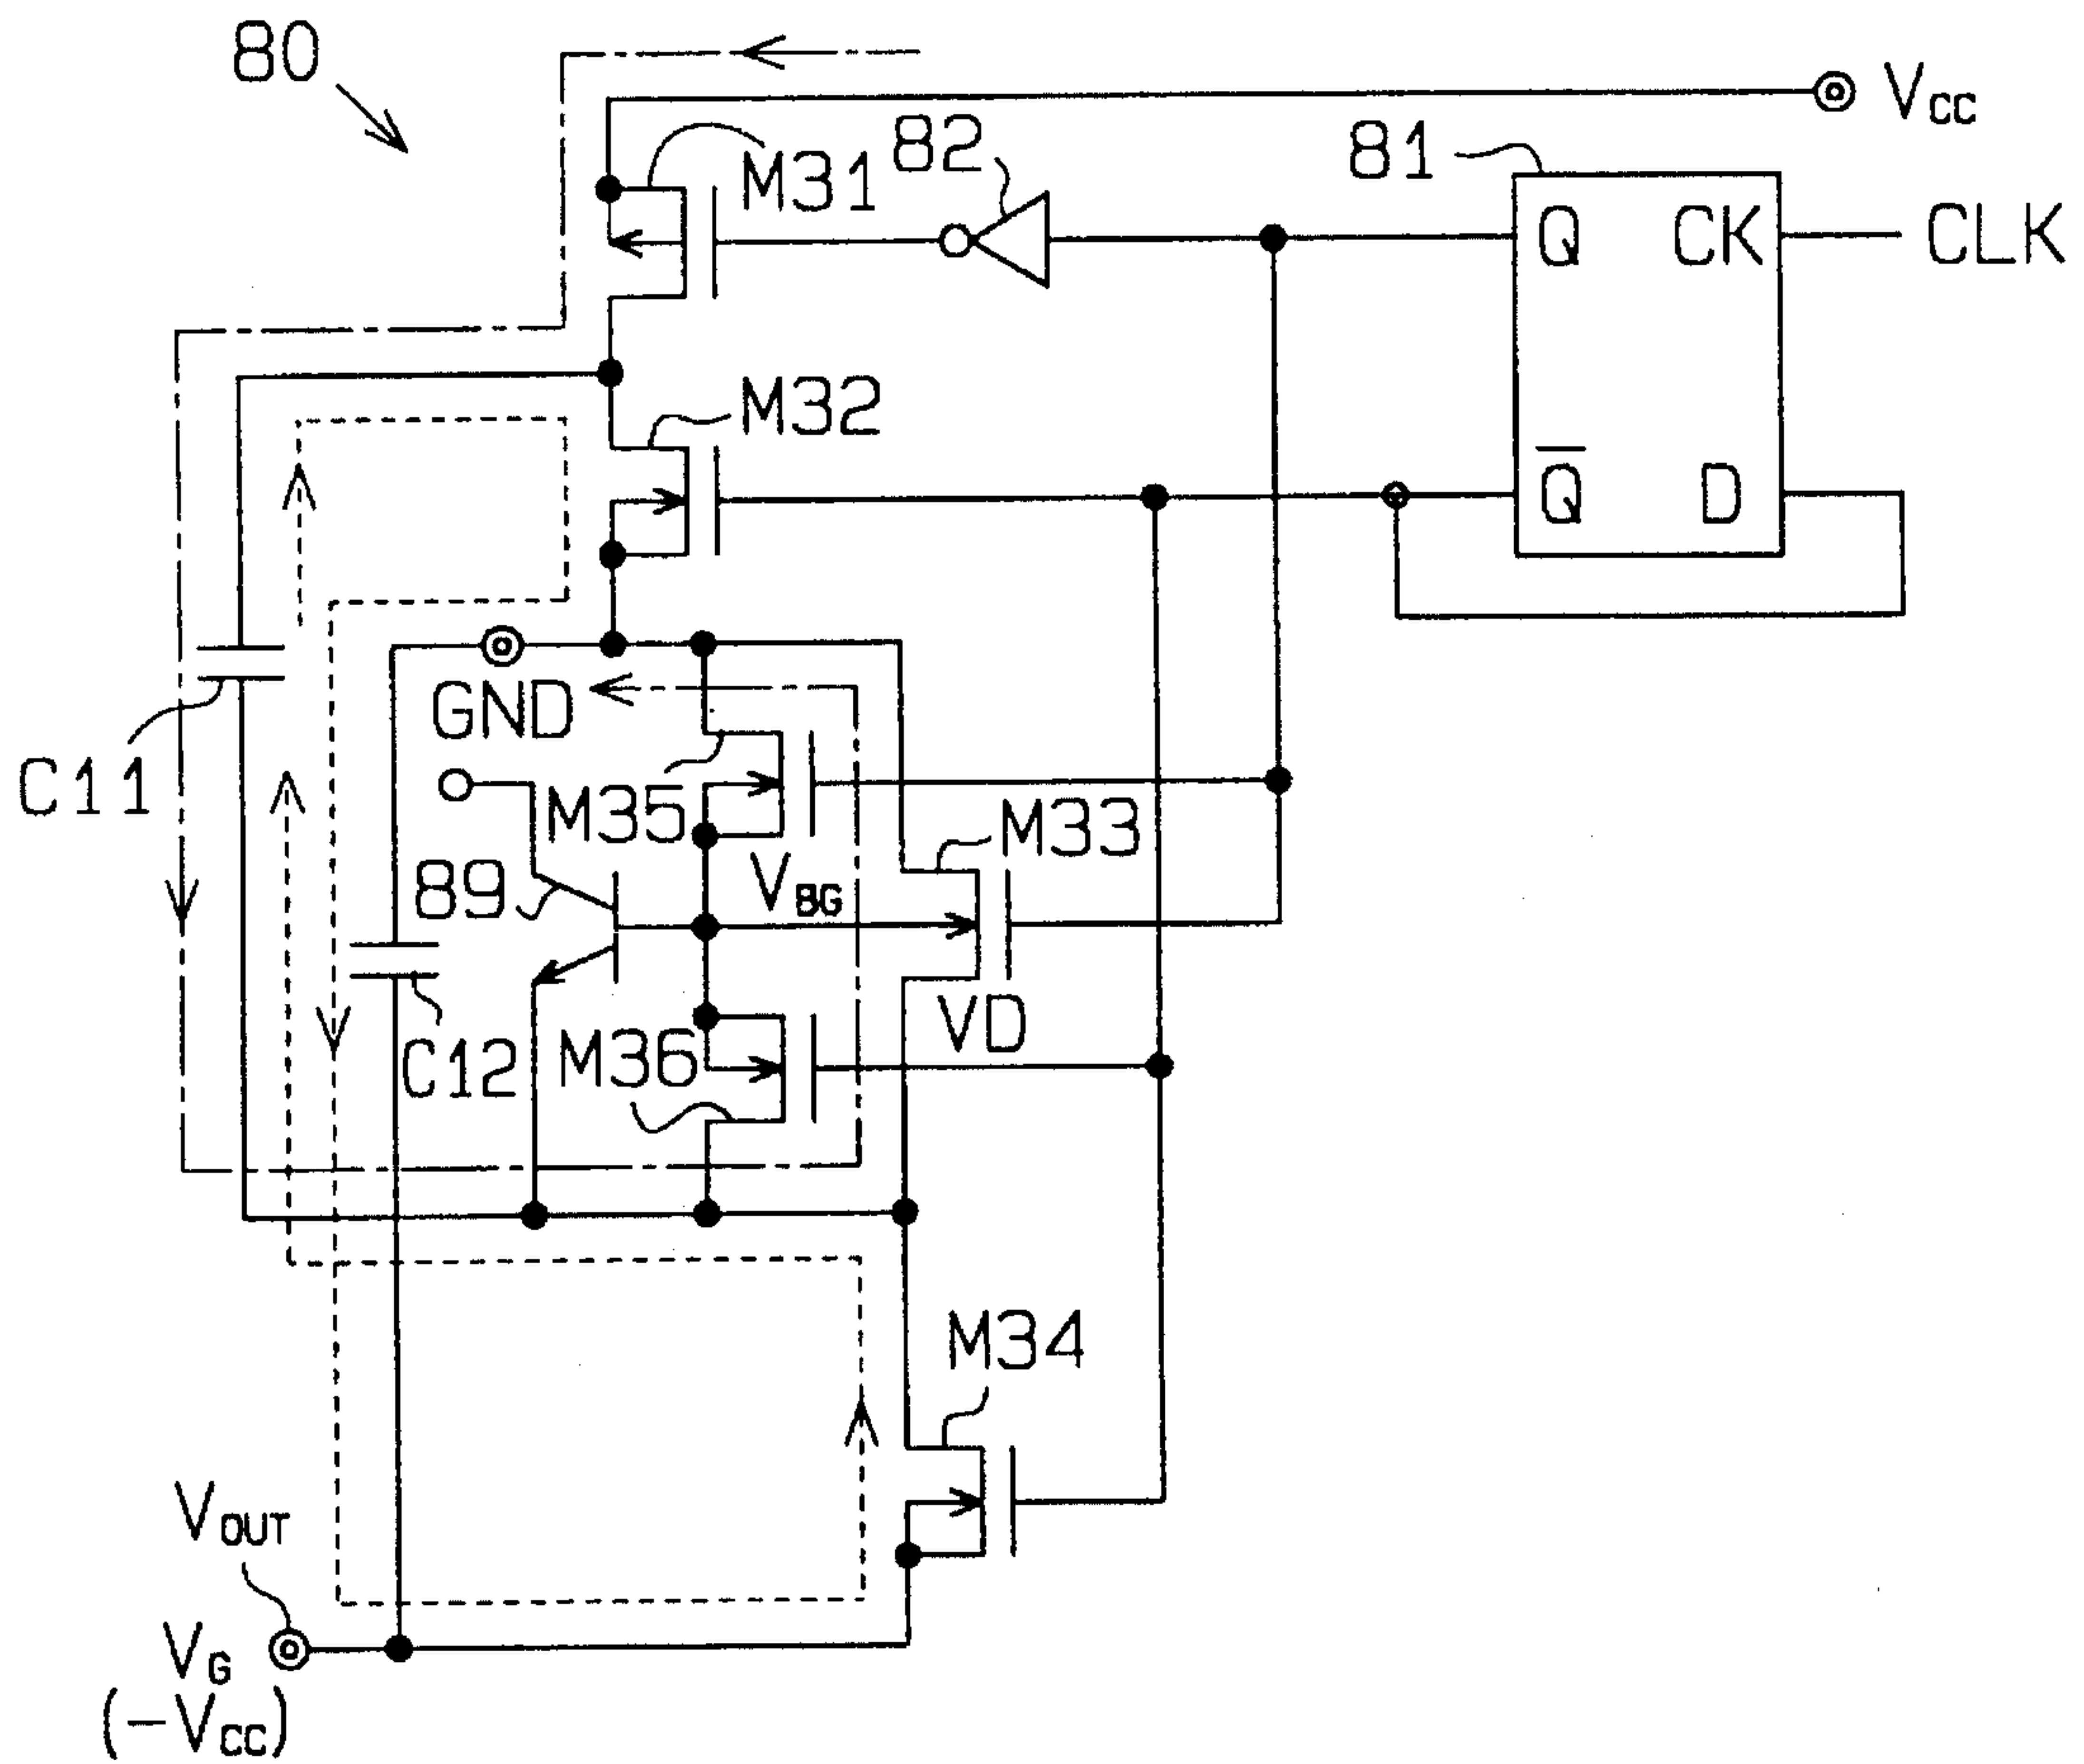 80
VCC
M31
82
81
Q CK
CLK
M32
Q̅ D
GND
C11
M35
M33
VBG
89
VD
C12
M36
M34
VOUT
VG
(-VCC)